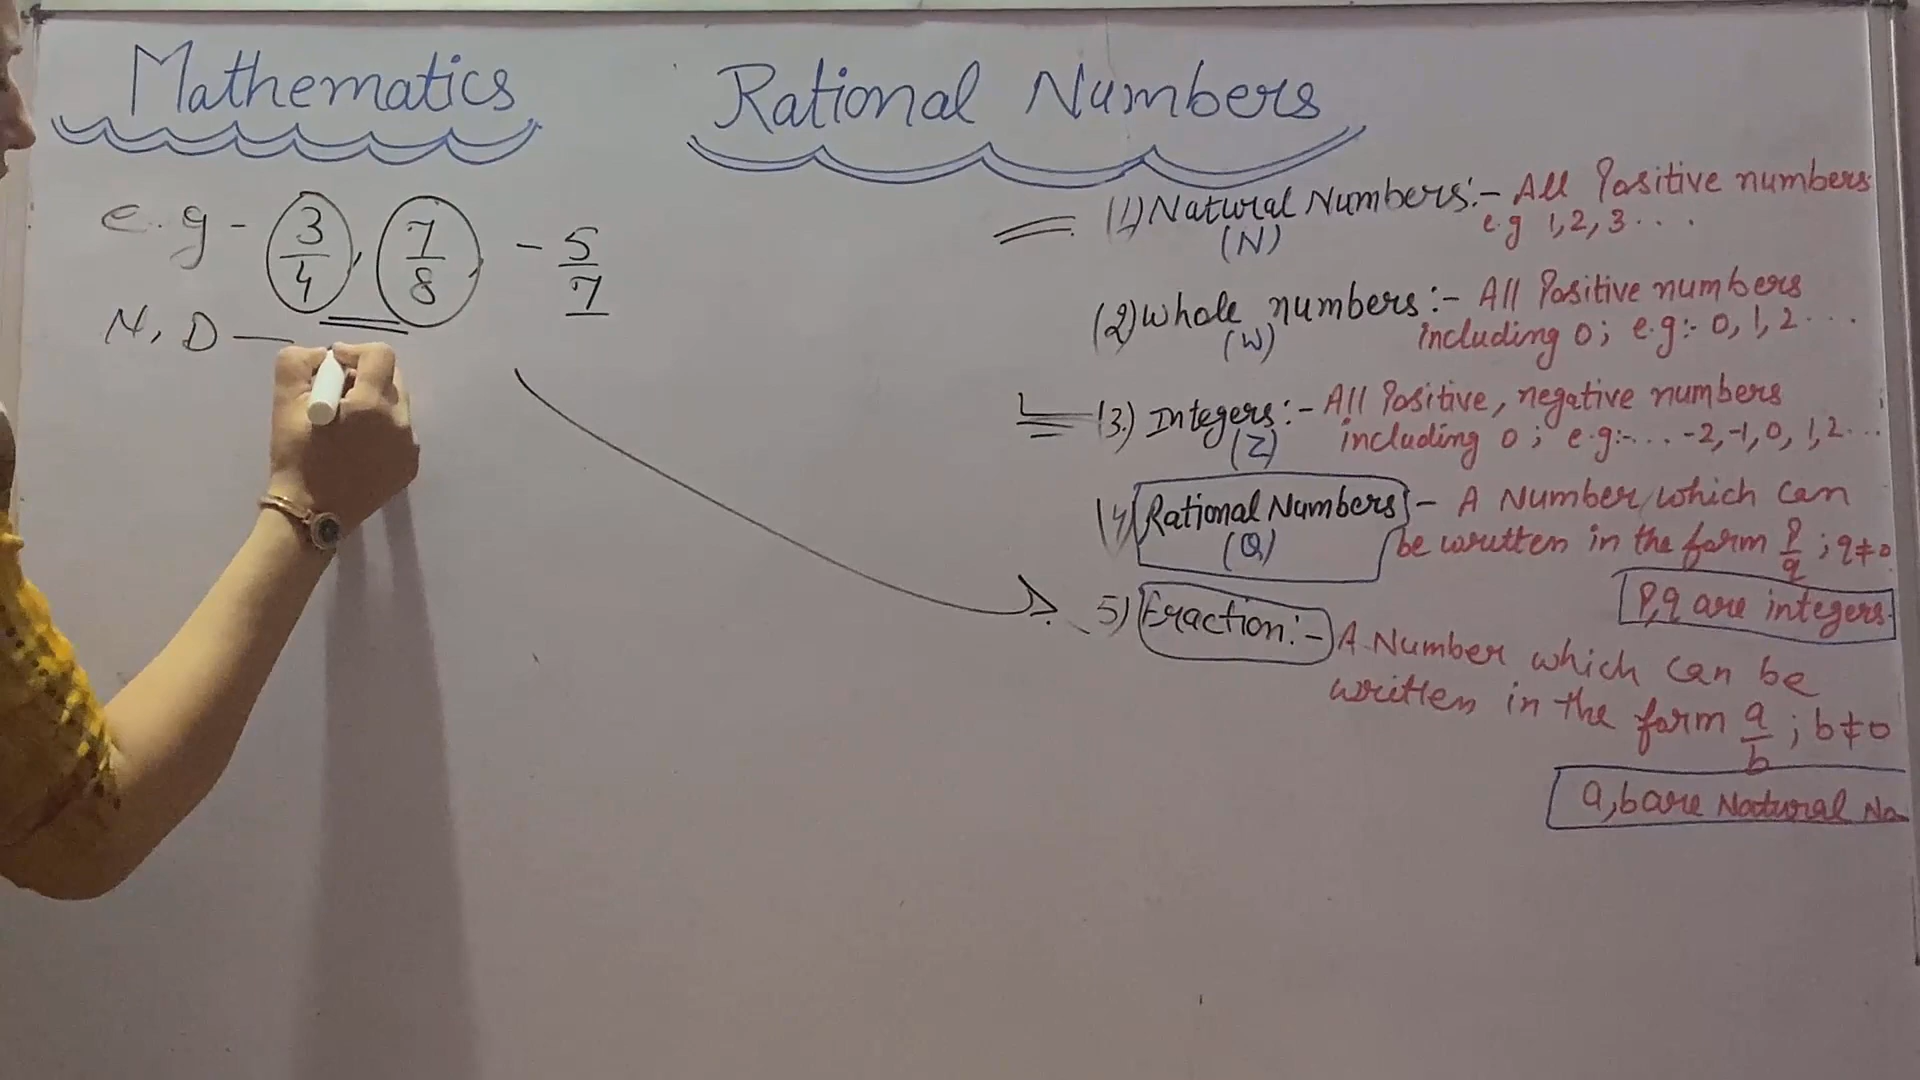 Mathematics
Rational Numbers
e.g - 3/4, 7/8, - 5/7
N, D —
(1) Natural Numbers:- All Positive numbers
(N) e.g 1, 2, 3 ....
(2) Whole numbers:- All Positive numbers
(W) including 0; e.g:- 0, 1, 2 ....
(3.) Integers:- All Positive, negative numbers
(Z) including 0; e.g:-... -2, -1, 0, 1, 2 ...
(4) Rational Numbers - A Number which can
(Q) be written in the form p/q; q≠0
P,q are integers.
5) Fraction:- A Number which can be
written in the form a/b; b≠0
a,b are Natural No